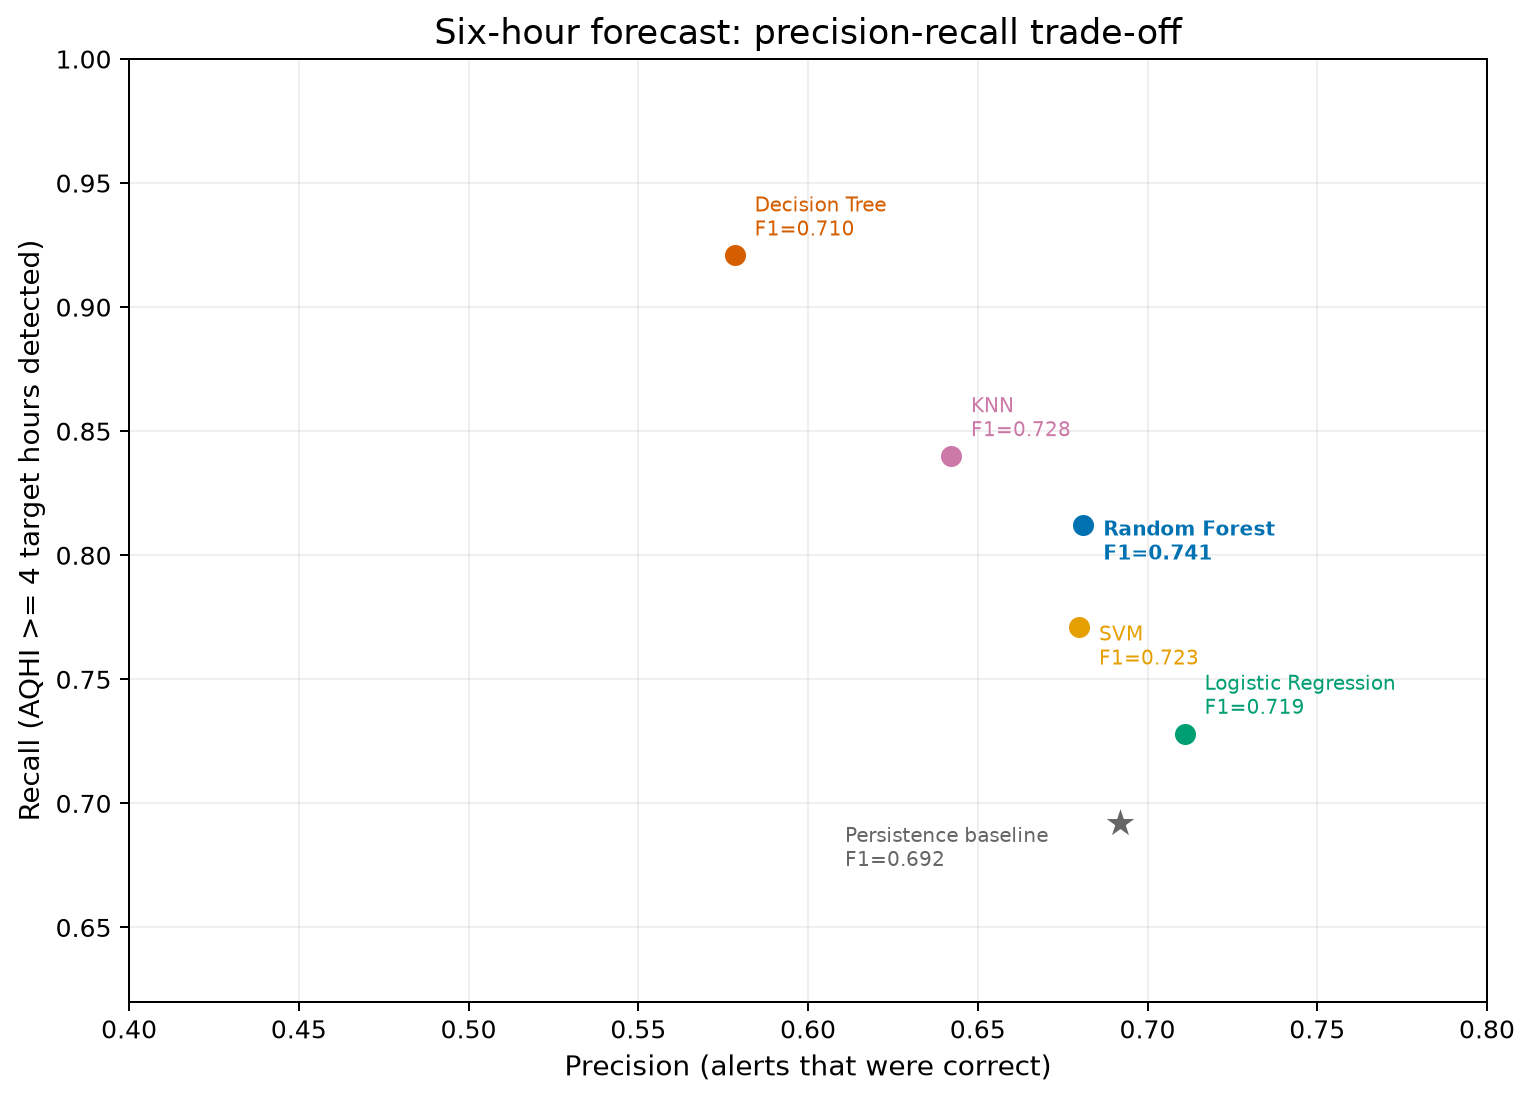 Six-hour forecast: precision-recall trade-off
1.00
0.95
0.90
0.85
0.80
0.75
0.70
0.65
Recall (AQHI >= 4 target hours detected)
Decision Tree
F1=0.710
KNN
F1=0.728
Random Forest
F1=0.741
SVM
F1=0.723
Logistic Regression
F1=0.719
Persistence baseline
F1=0.692
0.40 0.45 0.50 0.55 0.60 0.65 0.70 0.75 0.80
Precision (alerts that were correct)